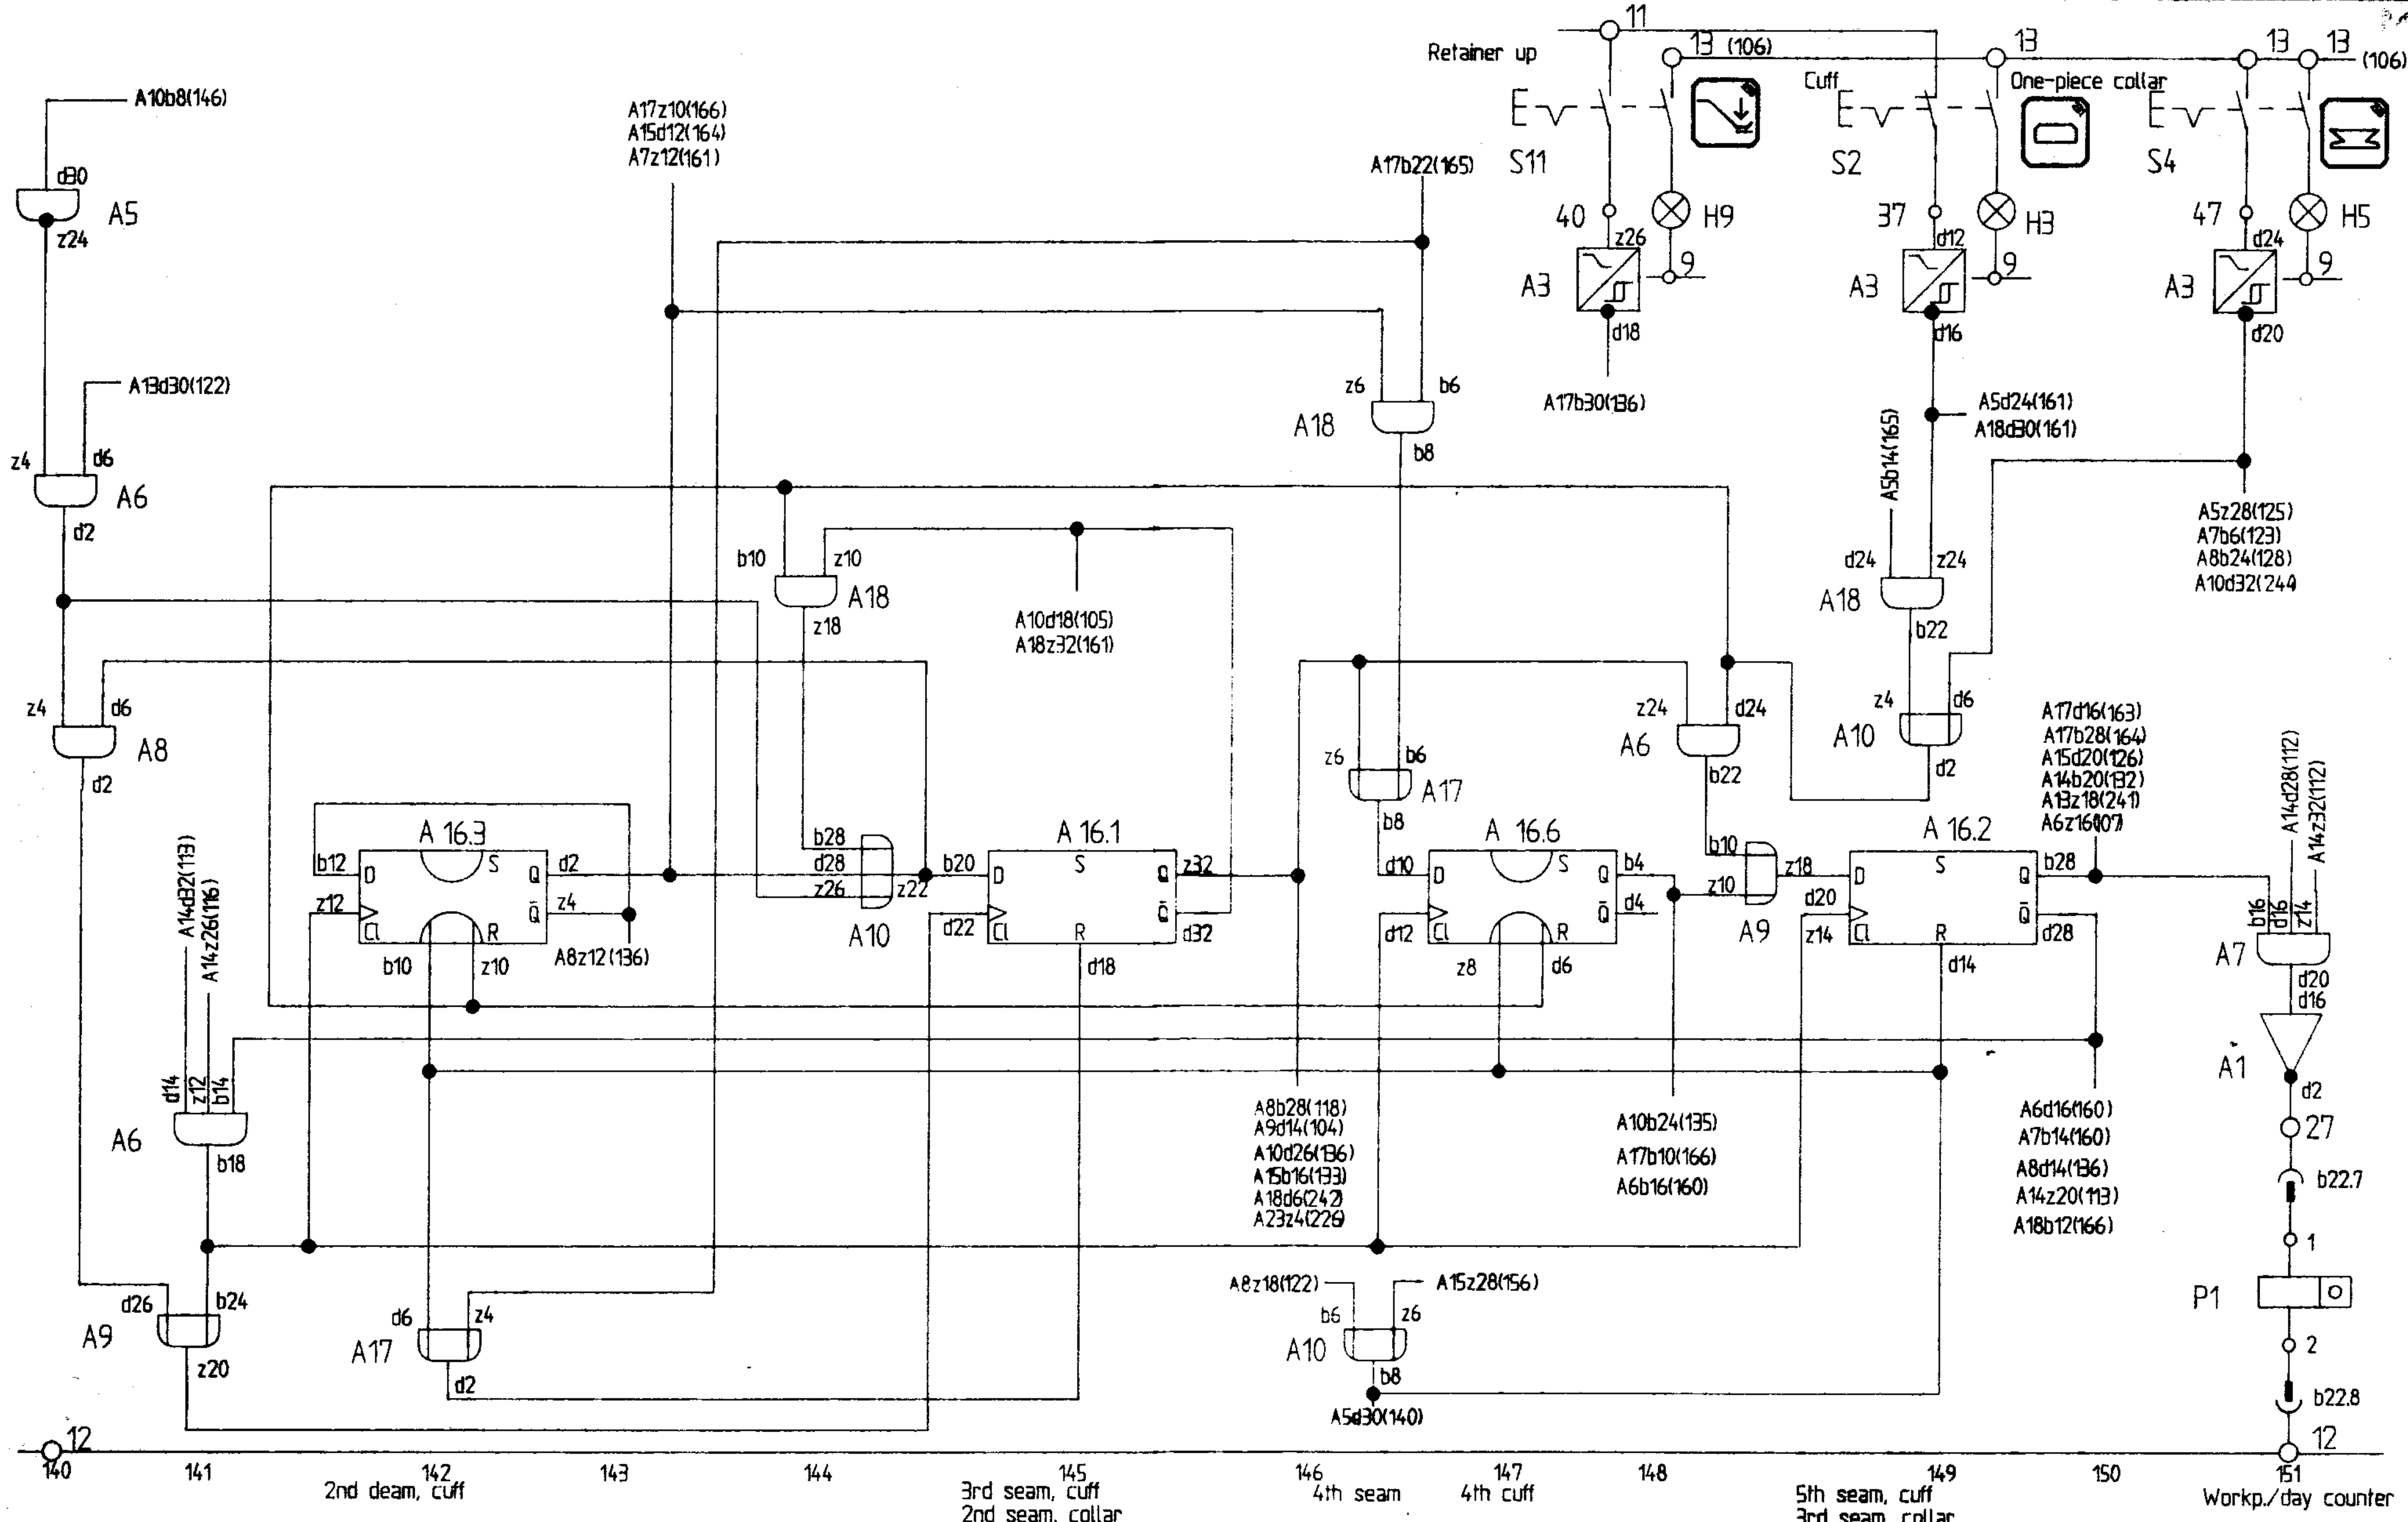 11
Retainer up
13 (106)
13
13
13
(106)
Cuff
One-piece collar
A10b8(146)
A17z10(166)
A15d12(164)
A7z12(161)
S11
S2
S4
A17b22(165)
d30
A5
z24
40
H9
37
H3
47
H5
z26
d12
d24
9
9
9
A3
A3
A3
d18
d16
d20
A13d30(122)
z6
b6
A18
b8
A17b30(136)
A5d24(161)
A18d30(161)
A5b14(165)
z4
d6
A6
d2
A5z28(125)
A7b6(123)
A8b24(128)
A10d32(244
b10
z10
A18
z18
A10d18(105)
A18z32(161)
d24
z24
A18
b22
z4
d6
A8
d2
z24
d24
A6
b22
z4
d6
A10
d2
z6
b6
A17
b8
A17d16(163)
A17b28(164)
A15d20(126)
A14b20(132)
A13z18(241)
A6z16(107)
A14d28(112)
A14z32(112)
A14d32(113)
A14z26(116)
A 16.3
b12
D
S
Q
d2
z12
Cl
R
Q̄
z4
b10
z10
A8z12(136)
b28
d28
z26
z22
A10
A 16.1
b20
D
S
Q
z32
d22
Cl
R
Q̄
d32
d18
A 16.6
d10
D
S
Q
b4
d12
Cl
R
Q̄
d4
z8
d6
b10
z10
z18
A9
A 16.2
D
S
Q
b28
d20
z14
Cl
R
Q̄
d28
d14
b16
d16
z14
A7
d20
d16
A1
d2
27
b22.7
1
P1
2
b22.8
12
d14
z12
b14
A6
b18
A8b28(118)
A9d14(104)
A10d26(136)
A15b16(133)
A18d6(242)
A23z4(226)
A10b24(135)
A17b10(166)
A6b16(160)
A6d16(160)
A7b14(160)
A8d14(136)
A14z20(113)
A18b12(166)
d26
b24
A9
z20
d6
z4
A17
d2
A8z18(122)
A15z28(156)
b6
z6
A10
b8
A5d30(140)
12
140
141
142
143
144
145
146
147
148
149
150
151
2nd deam, cuff
3rd seam, cuff
2nd seam, collar
4th seam
4th cuff
5th seam, cuff
3rd seam, collar
Workp./day counter